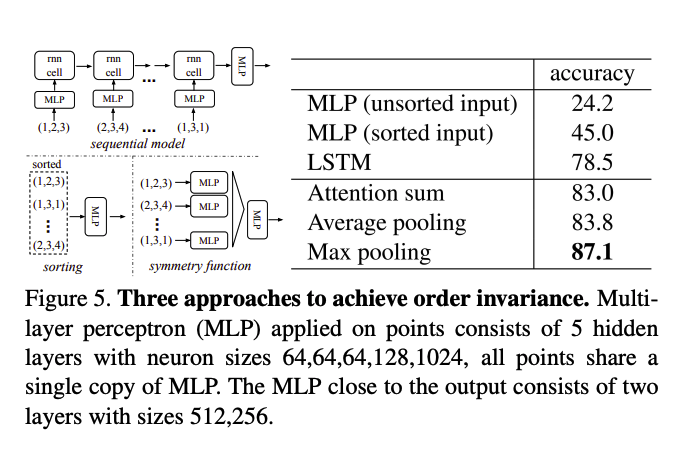 rnn cell
rnn cell
...
rnn cell
MLP
MLP
MLP
MLP
(1,2,3)
(2,3,4)
...
(1,3,1)
sequential model
sorted
(1,2,3)
(1,3,1)
(2,3,4)
MLP
sorting
(1,2,3)
MLP
(2,3,4)
MLP
(1,3,1)
MLP
MLP
symmetry function
accuracy
MLP (unsorted input) 24.2
MLP (sorted input) 45.0
LSTM 78.5
Attention sum 83.0
Average pooling 83.8
Max pooling 87.1
Figure 5. Three approaches to achieve order invariance. Multi-
layer perceptron (MLP) applied on points consists of 5 hidden
layers with neuron sizes 64,64,64,128,1024, all points share a
single copy of MLP. The MLP close to the output consists of two
layers with sizes 512,256.